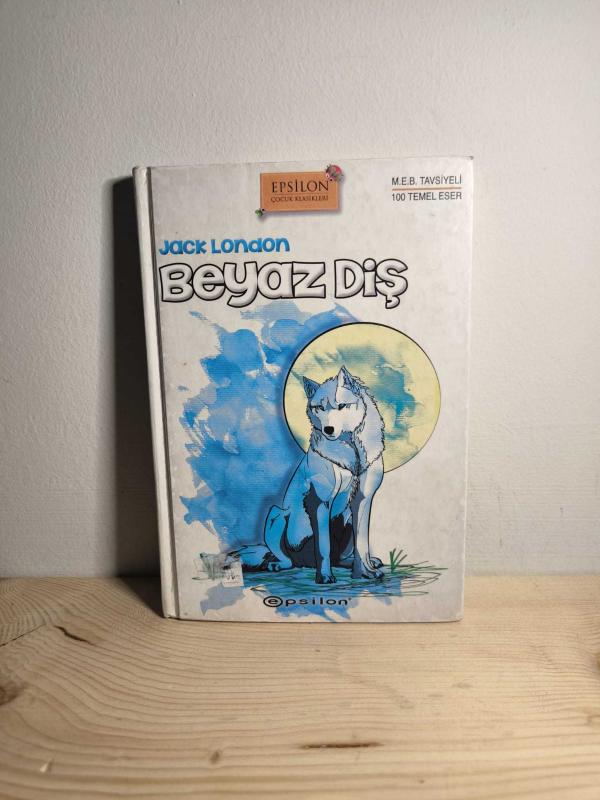 EPSİLON
ÇOCUK KLASİKLERİ
M.E.B. TAVSİYELİ
100 TEMEL ESER
Jack London
Beyaz Diş
epsilon